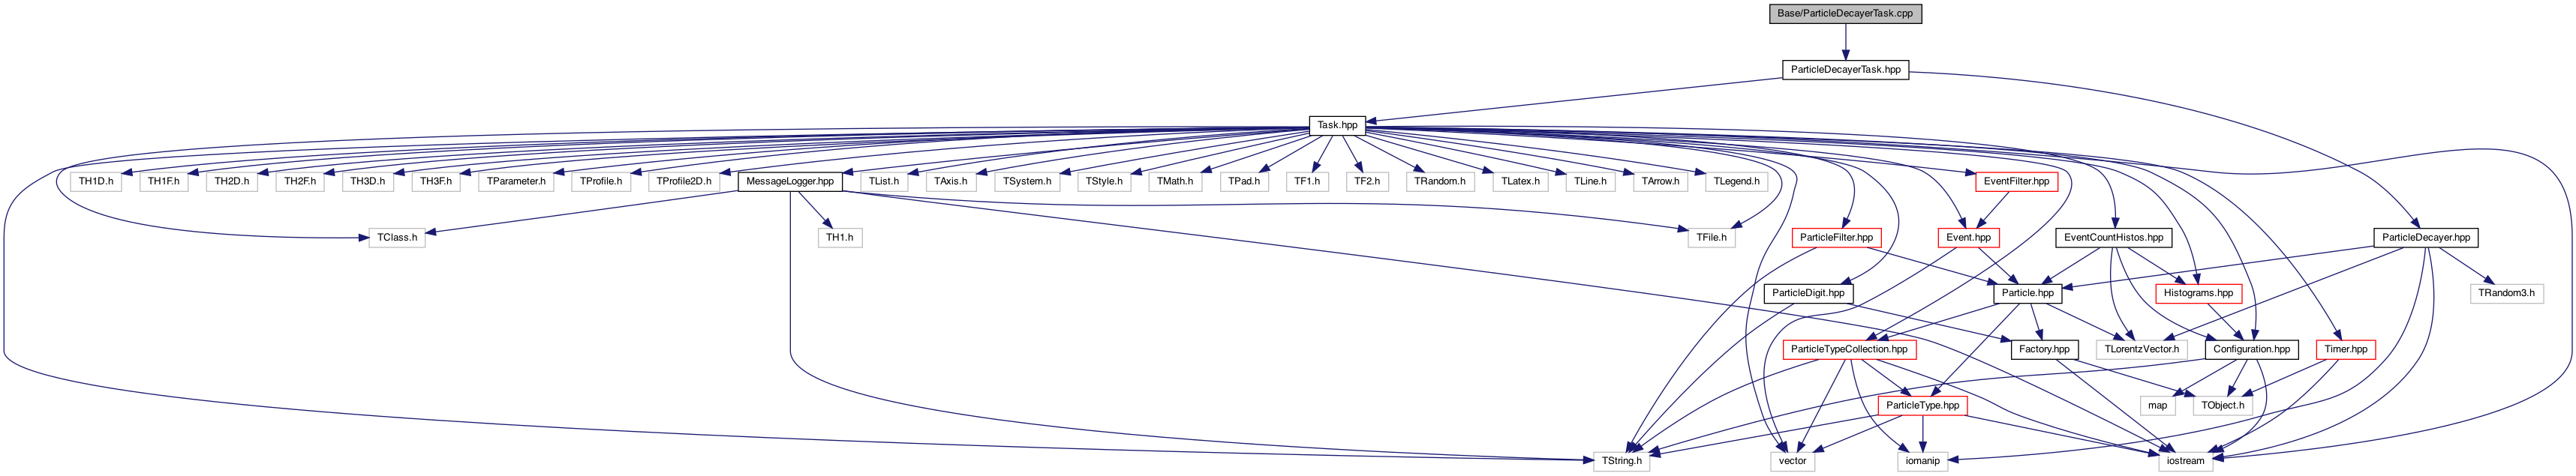 Base/ParticleDecayerTask.cpp
ParticleDecayerTask.hpp
Task.hpp
TH1D.h
TH1F.h
TH2D.h
TH2F.h
TH3D.h
TH3F.h
TParameter.h
TProfile.h
TProfile2D.h
MessageLogger.hpp
TList.h
TAxis.h
TSystem.h
TStyle.h
TMath.h
TPad.h
TF1.h
TF2.h
TRandom.h
TLatex.h
TLine.h
TArrow.h
TLegend.h
EventFilter.hpp
TClass.h
TH1.h
TFile.h
ParticleFilter.hpp
Event.hpp
EventCountHistos.hpp
ParticleDecayer.hpp
ParticleDigit.hpp
Particle.hpp
Histograms.hpp
TRandom3.h
ParticleTypeCollection.hpp
Factory.hpp
TLorentzVector.h
Configuration.hpp
Timer.hpp
ParticleType.hpp
map
TObject.h
TString.h
vector
iomanip
iostream